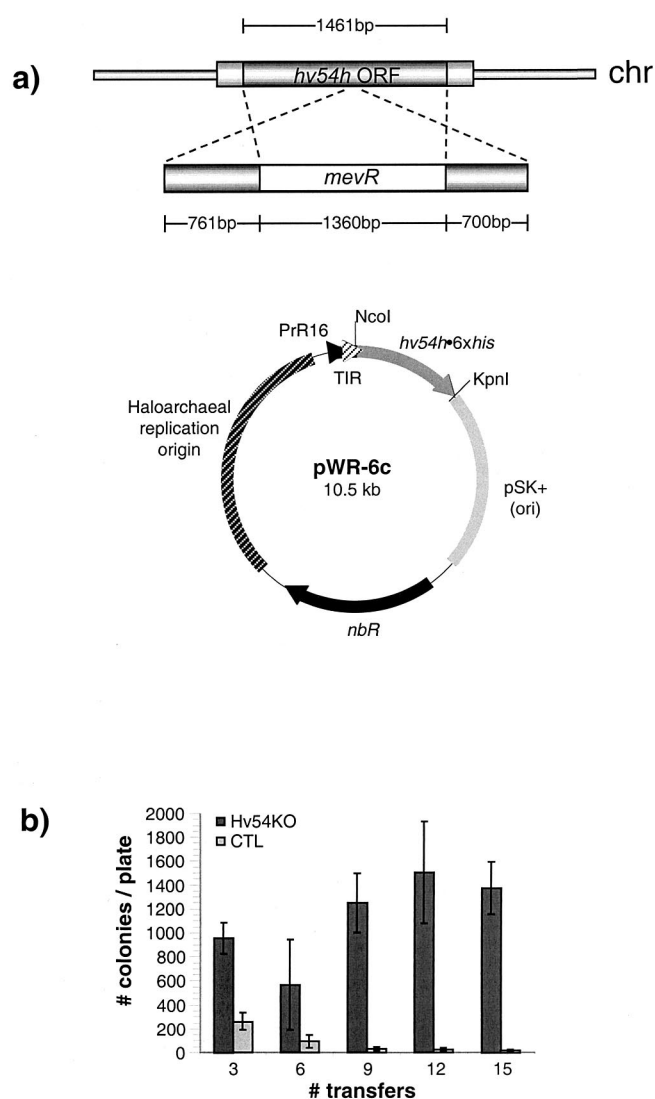 1461bp
a)
hv54h ORF
chr
mevR
761bp
1360bp
700bp
NcoI
PrR16
hv54h•6xhis
TIR
KpnI
Haloarchaeal
replication
origin
pWR-6c
10.5 kb
pSK+
(ori)
nbR
b)
# colonies / plate
2000
1800
1600
1400
1200
1000
800
600
400
200
0
Hv54KO
CTL
3 6 9 12 15
# transfers